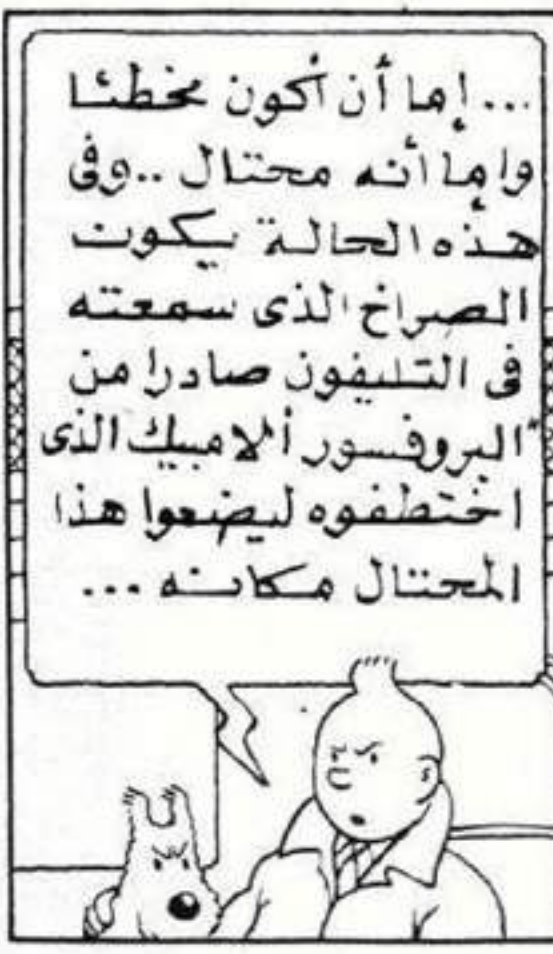 ... إما أن أكون مخطئا
وإما أنه محتال .. وفى
هذه الحالة يكون
الصراخ الذى سمعته
فى التليفون صادرا من
"البروفسور ألامبيك الذى
اختطفوه ليضعوا هذا
المحتال مكانه ...